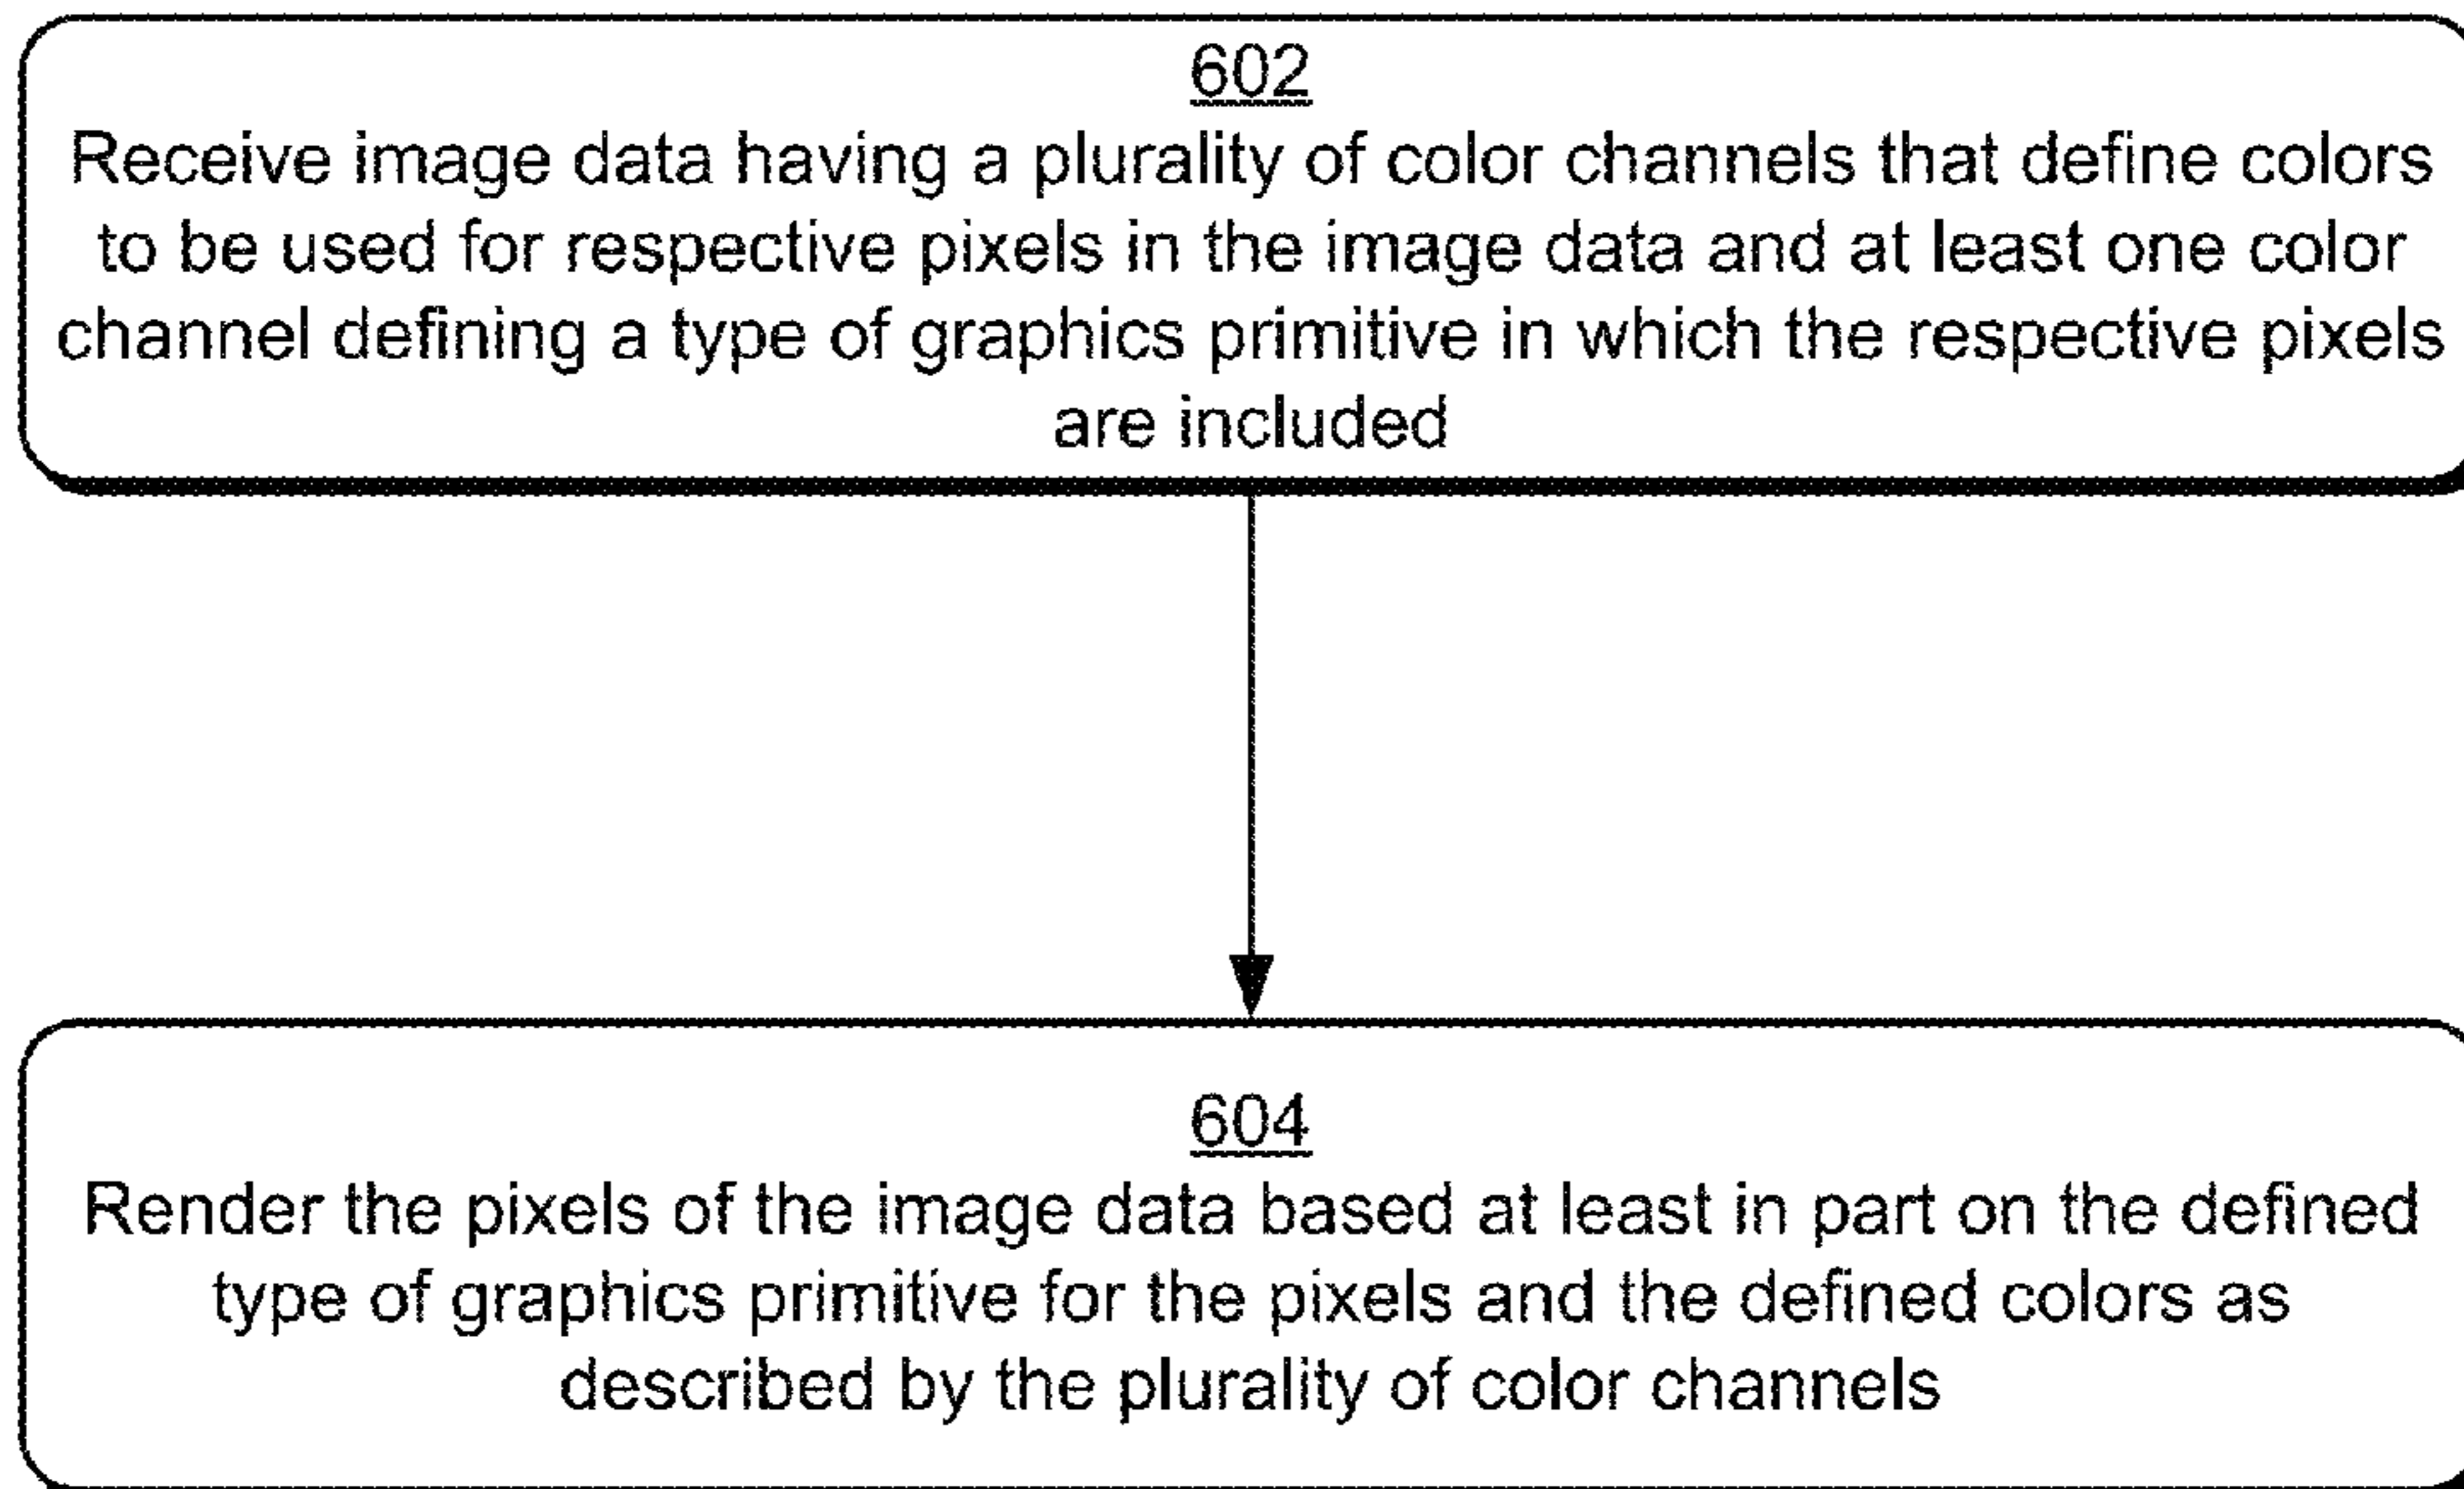 602
Receive image data having a plurality of color channels that define colors
to be used for respective pixels in the image data and at least one color
channel defining a type of graphics primitive in which the respective pixels
are included
604
Render the pixels of the image data based at least in part on the defined
type of graphics primitive for the pixels and the defined colors as
described by the plurality of color channels